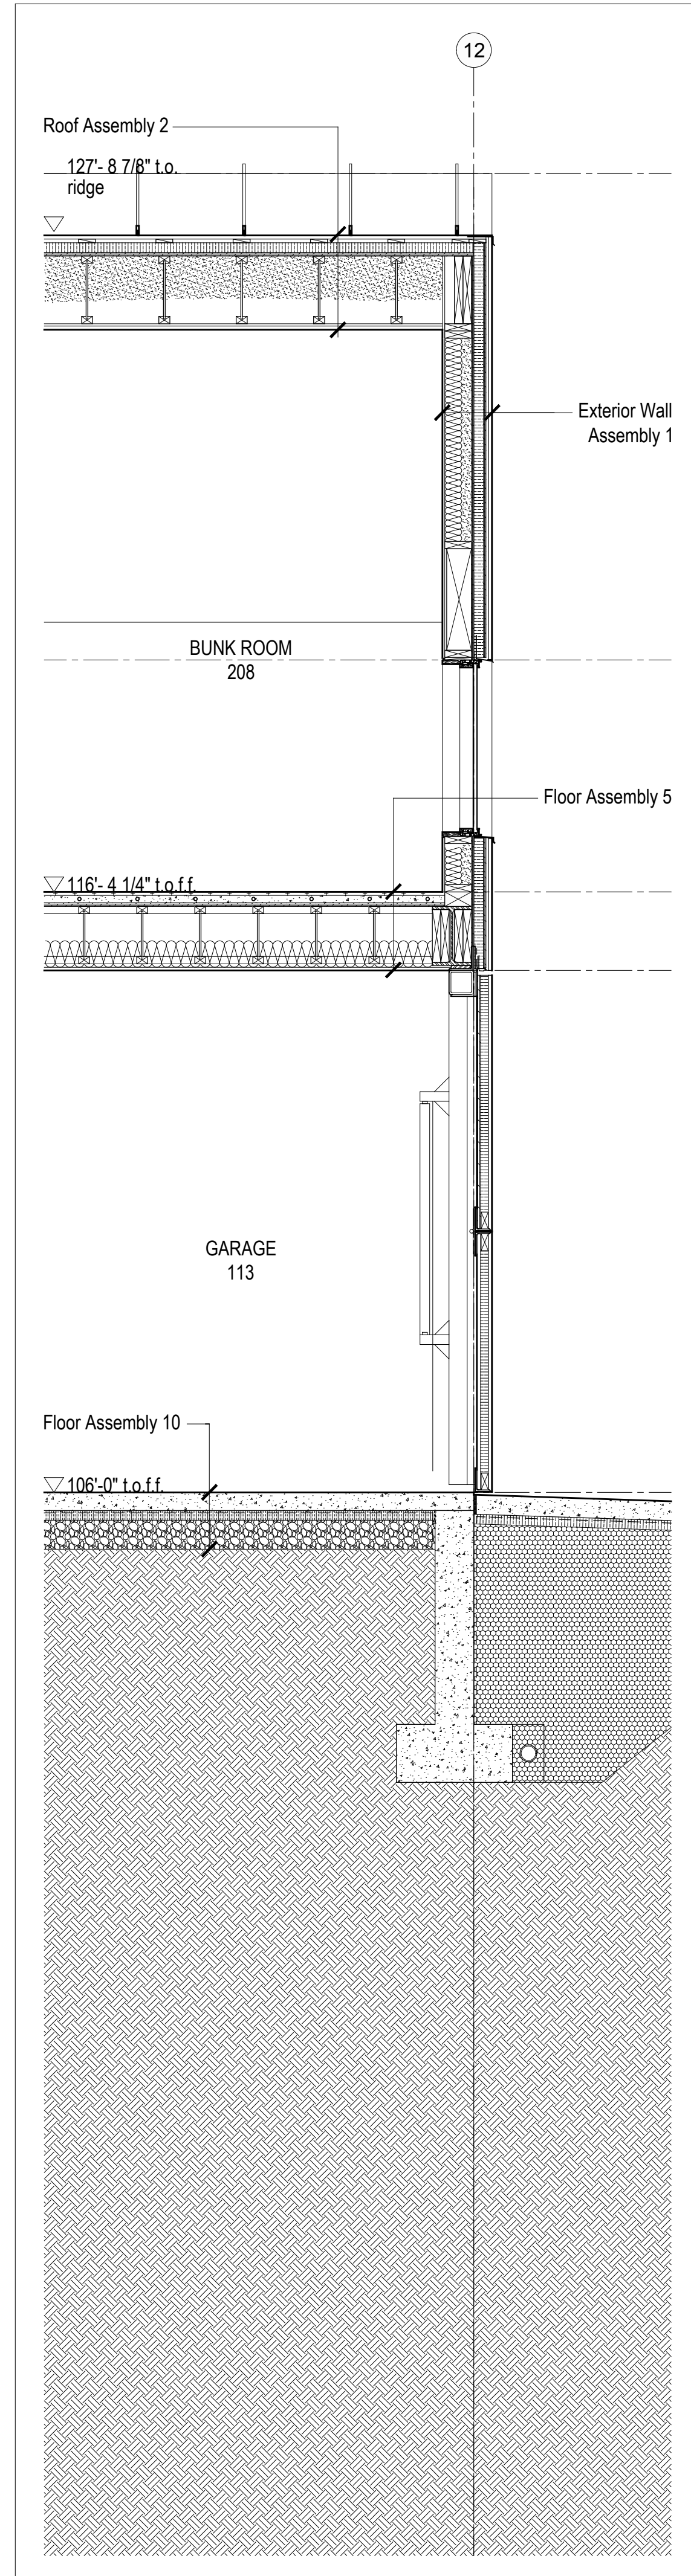 12
Roof Assembly 2
127'- 8 7/8" t.o.
ridge
Exterior Wall
Assembly 1
BUNK ROOM
208
Floor Assembly 5
116'- 4 1/4" t.o.f.f.
GARAGE
113
Floor Assembly 10
106'-0" t.o.f.f.